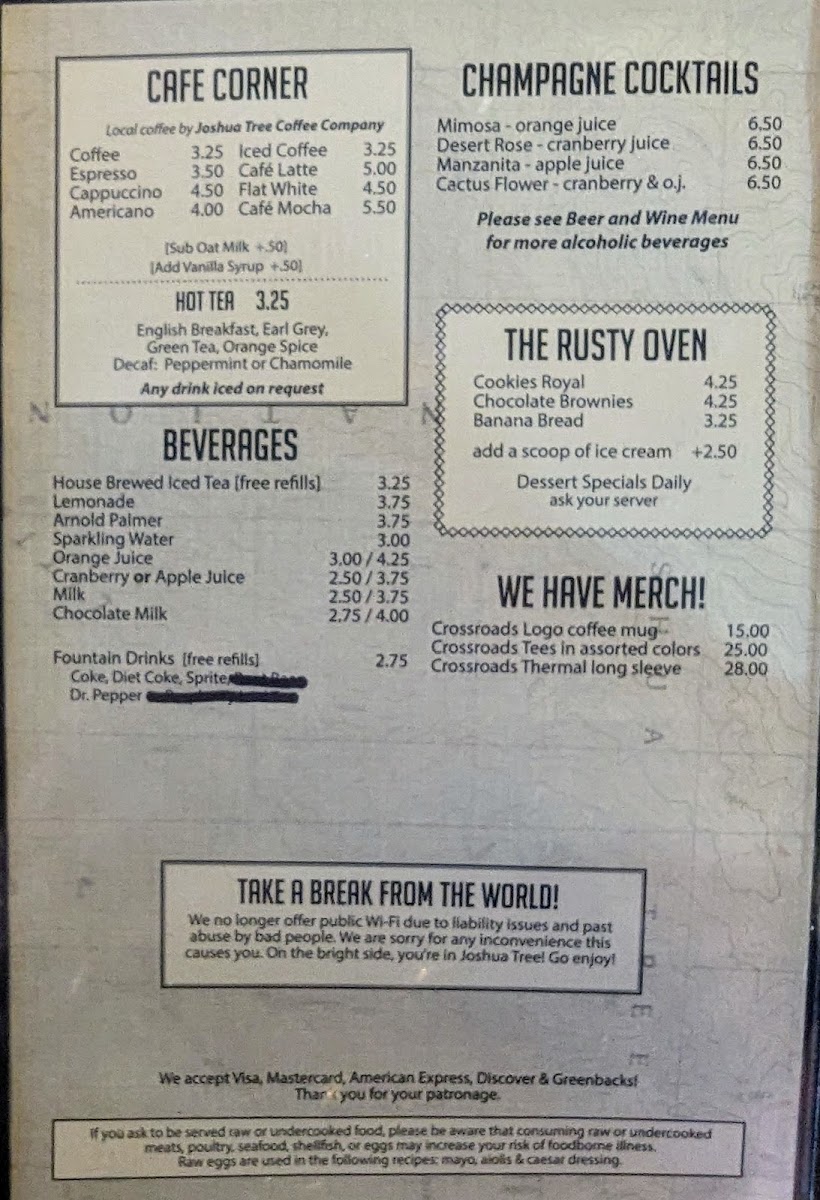 CAFE CORNER
Local coffee by Joshua Tree Coffee Company
Coffee 3.25 Iced Coffee 3.25
Espresso 3.50 Café Latte 5.00
Cappuccino 4.50 Flat White 4.50
Americano 4.00 Café Mocha 5.50
[Sub Oat Milk +.50]
[Add Vanilla Syrup +.50]
HOT TEA 3.25
English Breakfast, Earl Grey,
Green Tea, Orange Spice
Decaf: Peppermint or Chamomile
Any drink iced on request
BEVERAGES
House Brewed Iced Tea [free refills] 3.25
Lemonade 3.75
Arnold Palmer 3.75
Sparkling Water 3.00
Orange Juice 3.00 / 4.25
Cranberry or Apple Juice 2.50 / 3.75
Milk 2.50 / 3.75
Chocolate Milk 2.75 / 4.00
Fountain Drinks [free refills] 2.75
Coke, Diet Coke, Sprite,
Dr. Pepper
CHAMPAGNE COCKTAILS
Mimosa - orange juice 6.50
Desert Rose - cranberry juice 6.50
Manzanita - apple juice 6.50
Cactus Flower - cranberry & o.j. 6.50
Please see Beer and Wine Menu
for more alcoholic beverages
THE RUSTY OVEN
Cookies Royal 4.25
Chocolate Brownies 4.25
Banana Bread 3.25
add a scoop of ice cream +2.50
Dessert Specials Daily
ask your server
WE HAVE MERCH!
Crossroads Logo coffee mug 15.00
Crossroads Tees in assorted colors 25.00
Crossroads Thermal long sleeve 28.00
TAKE A BREAK FROM THE WORLD!
We no longer offer public Wi-Fi due to liability issues and past
abuse by bad people. We are sorry for any inconvenience this
causes you. On the bright side, you're in Joshua Tree! Go enjoy!
We accept Visa, Mastercard, American Express, Discover & Greenbacks!
Thank you for your patronage.
If you ask to be served raw or undercooked food, please be aware that consuming raw or undercooked
meats, poultry, seafood, shellfish, or eggs may increase your risk of foodborne illness.
Raw eggs are used in the following recipes: mayo, aiolis & caesar dressing.